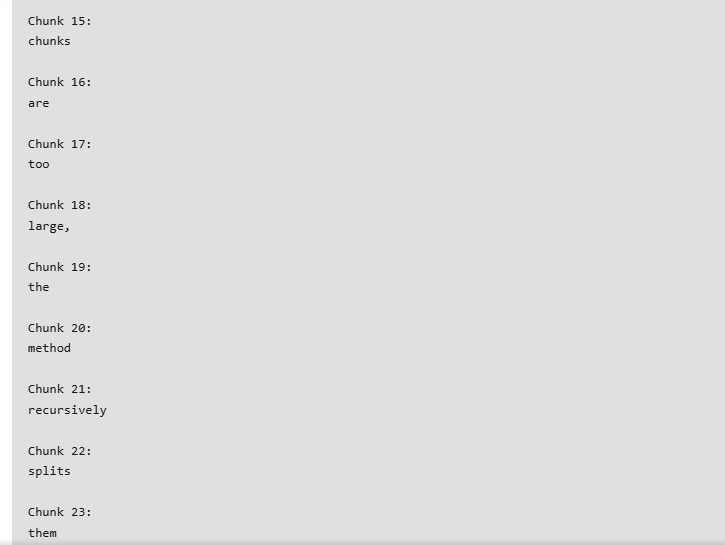 Chunk 15:
chunks
Chunk 16:
are
Chunk 17:
too
Chunk 18:
large,
Chunk 19:
the
Chunk 20:
method
Chunk 21:
recursively
Chunk 22:
splits
Chunk 23:
them